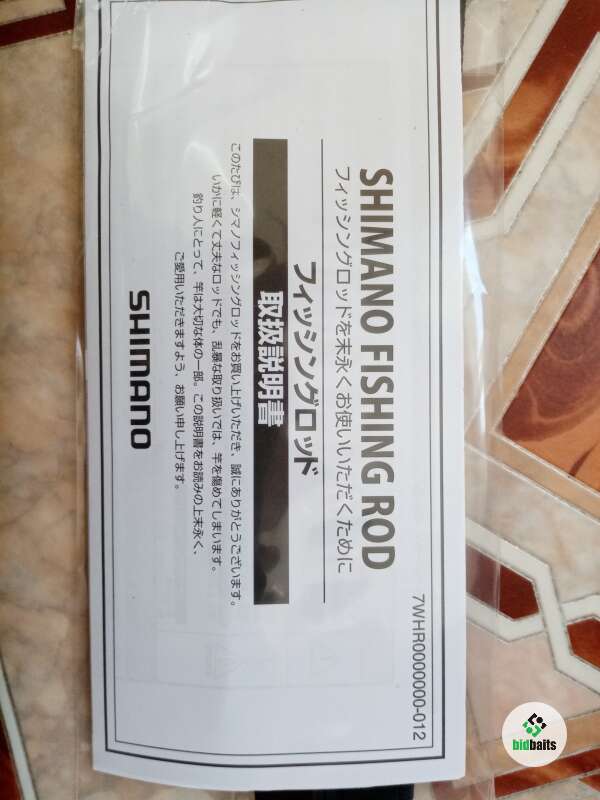 7WHR0000000-012
SHIMANO FISHING ROD
フィッシングロッドを末永くお使いいただくために
フィッシングロッド
取扱説明書
このたびは、シマノフィッシングロッドをお買い上げいただき、誠にありがとうございます。
いかに軽くて丈夫なロッドでも、乱暴な取り扱いでは、竿を傷めてしまいます。
釣り人にとって、竿は大切な体の一部。この説明書をお読みの上末永く、
ご愛用いただきますよう、お願い申し上げます。
SHIMANO
bidbaits